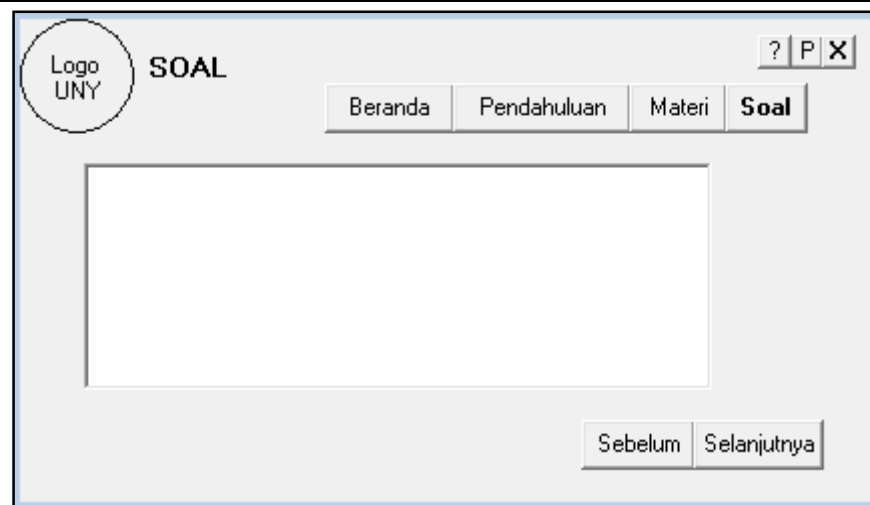 Logo
UNY
SOAL
? P X
Beranda Pendahuluan Materi Soal
Sebelum Selanjutnya